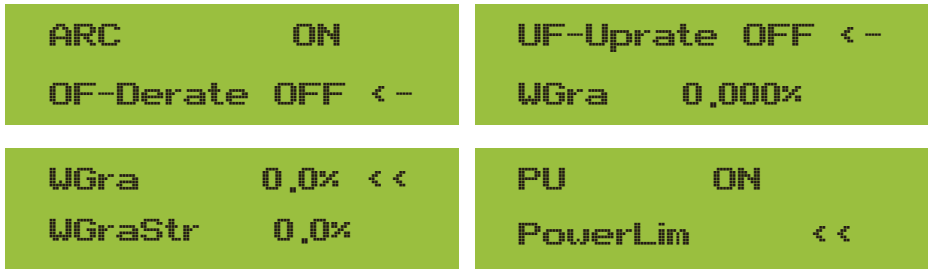 ARC ON
OF-Derate OFF <-
UF-Uprate OFF <-
WGra 0.000%
WGra 0.0% <<
WGraStr 0.0%
PU ON
PowerLim <<